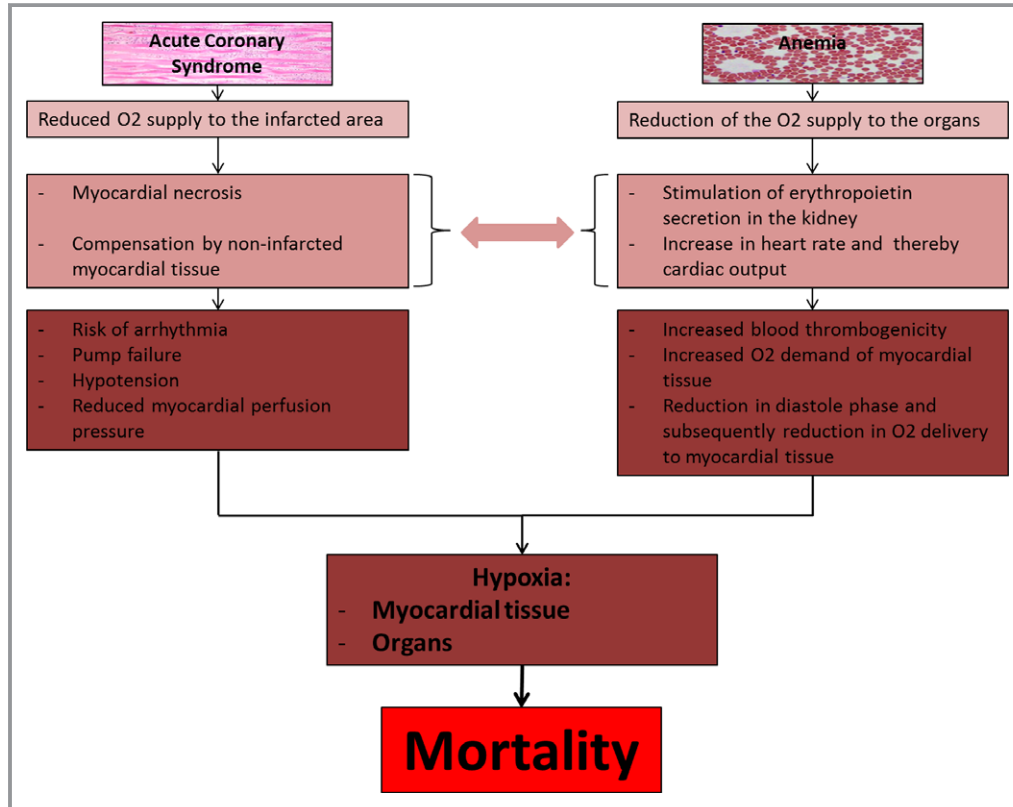 Acute Coronary
Syndrome
Reduced O2 supply to the infarcted area
- Myocardial necrosis
- Compensation by non-infarcted
myocardial tissue
- Risk of arrhythmia
- Pump failure
- Hypotension
- Reduced myocardial perfusion
pressure
Anemia
Reduction of the O2 supply to the organs
- Stimulation of erythropoietin
secretion in the kidney
- Increase in heart rate and thereby
cardiac output
- Increased blood thrombogenicity
- Increased O2 demand of myocardial
tissue
- Reduction in diastole phase and
subsequently reduction in O2 delivery
to myocardial tissue
Hypoxia:
- Myocardial tissue
- Organs
Mortality